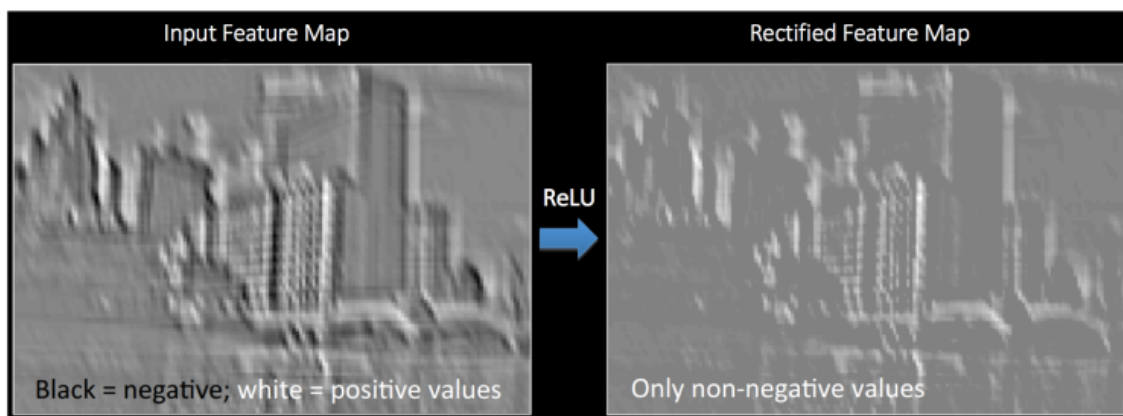 Input Feature Map
Rectified Feature Map
ReLU
Black = negative; white = positive values
Only non-negative values